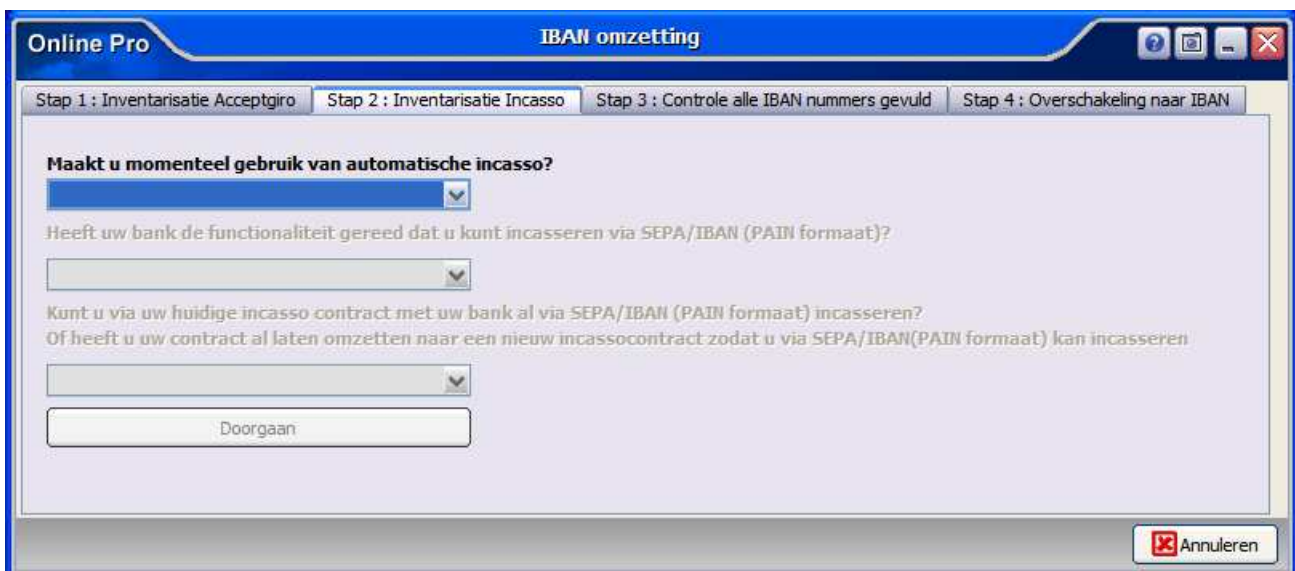 Online Pro
IBAN omzetting
Stap 1 : Inventarisatie Acceptgiro
Stap 2 : Inventarisatie Incasso
Stap 3 : Controle alle IBAN nummers gevuld
Stap 4 : Overschakeling naar IBAN
Maakt u momenteel gebruik van automatische incasso?
Heeft uw bank de functionaliteit gereed dat u kunt incasseren via SEPA/IBAN (PAIN formaat)?
Kunt u via uw huidige incasso contract met uw bank al via SEPA/IBAN (PAIN formaat) incasseren?
Of heeft u uw contract al laten omzetten naar een nieuw incassocontract zodat u via SEPA/IBAN(PAIN formaat) kan incasseren
Doorgaan
Annuleren